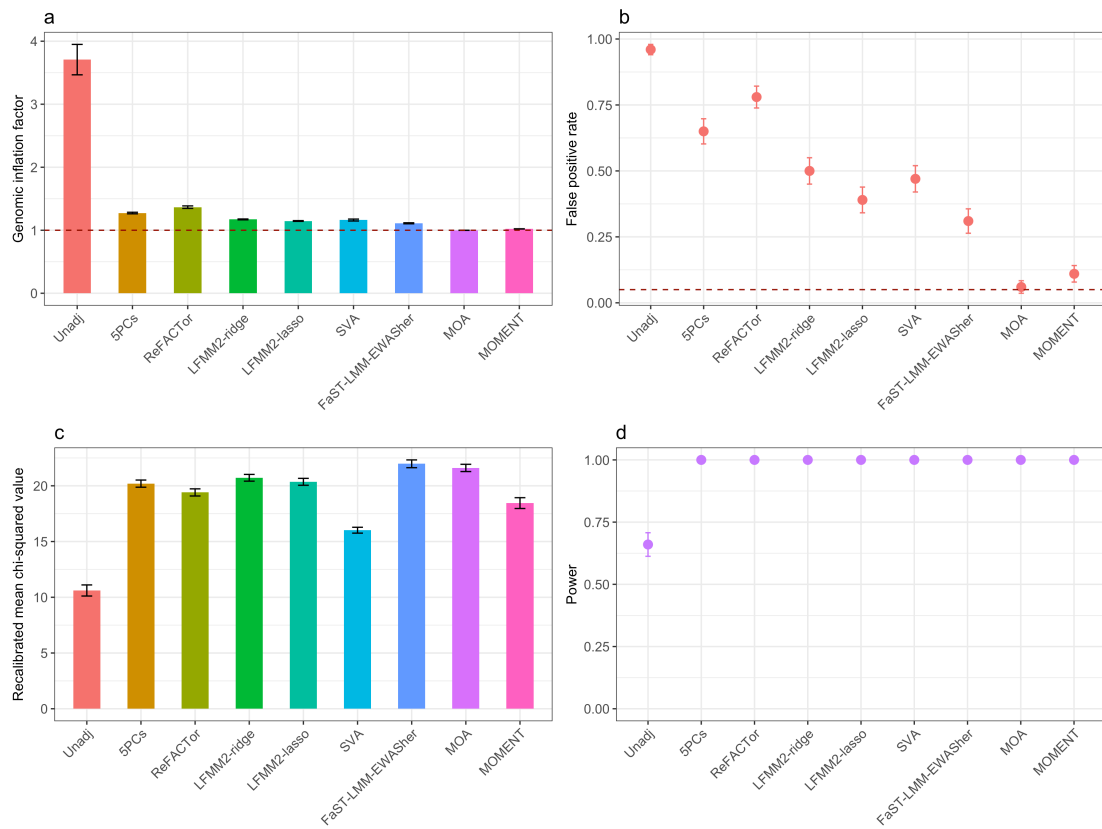 a
Genomic inflation factor
4
3
2
1
0
Unadj
5PCs
ReFACTor
LFMM2-ridge
LFMM2-lasso
SVA
FaST-LMM-EWASher
MOA
MOMENT
b
False positive rate
1.00
0.75
0.50
0.25
0.00
Unadj
5PCs
ReFACTor
LFMM2-ridge
LFMM2-lasso
SVA
FaST-LMM-EWASher
MOA
MOMENT
c
Recalibrated mean chi-squared value
20
15
10
5
0
Unadj
5PCs
ReFACTor
LFMM2-ridge
LFMM2-lasso
SVA
FaST-LMM-EWASher
MOA
MOMENT
d
Power
1.00
0.75
0.50
0.25
0.00
Unadj
5PCs
ReFACTor
LFMM2-ridge
LFMM2-lasso
SVA
FaST-LMM-EWASher
MOA
MOMENT